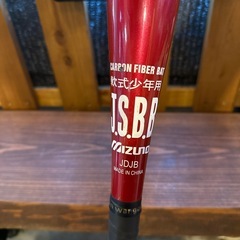 CARBON FIBER BAT
軟式少年用
J.S.B.B
MIZUNO
JDJB
MADE IN CHINA